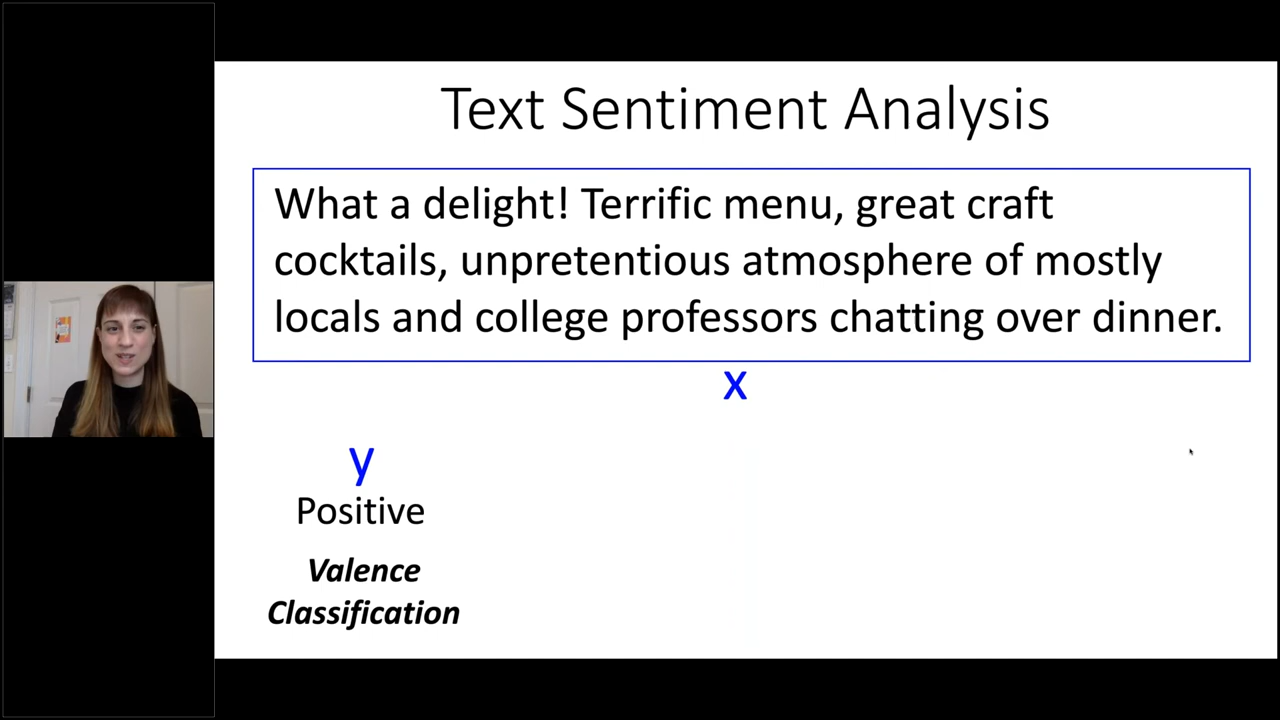 Text Sentiment Analysis
What a delight! Terrific menu, great craft
cocktails, unpretentious atmosphere of mostly
locals and college professors chatting over dinner.
x
y
Positive
Valence
Classification